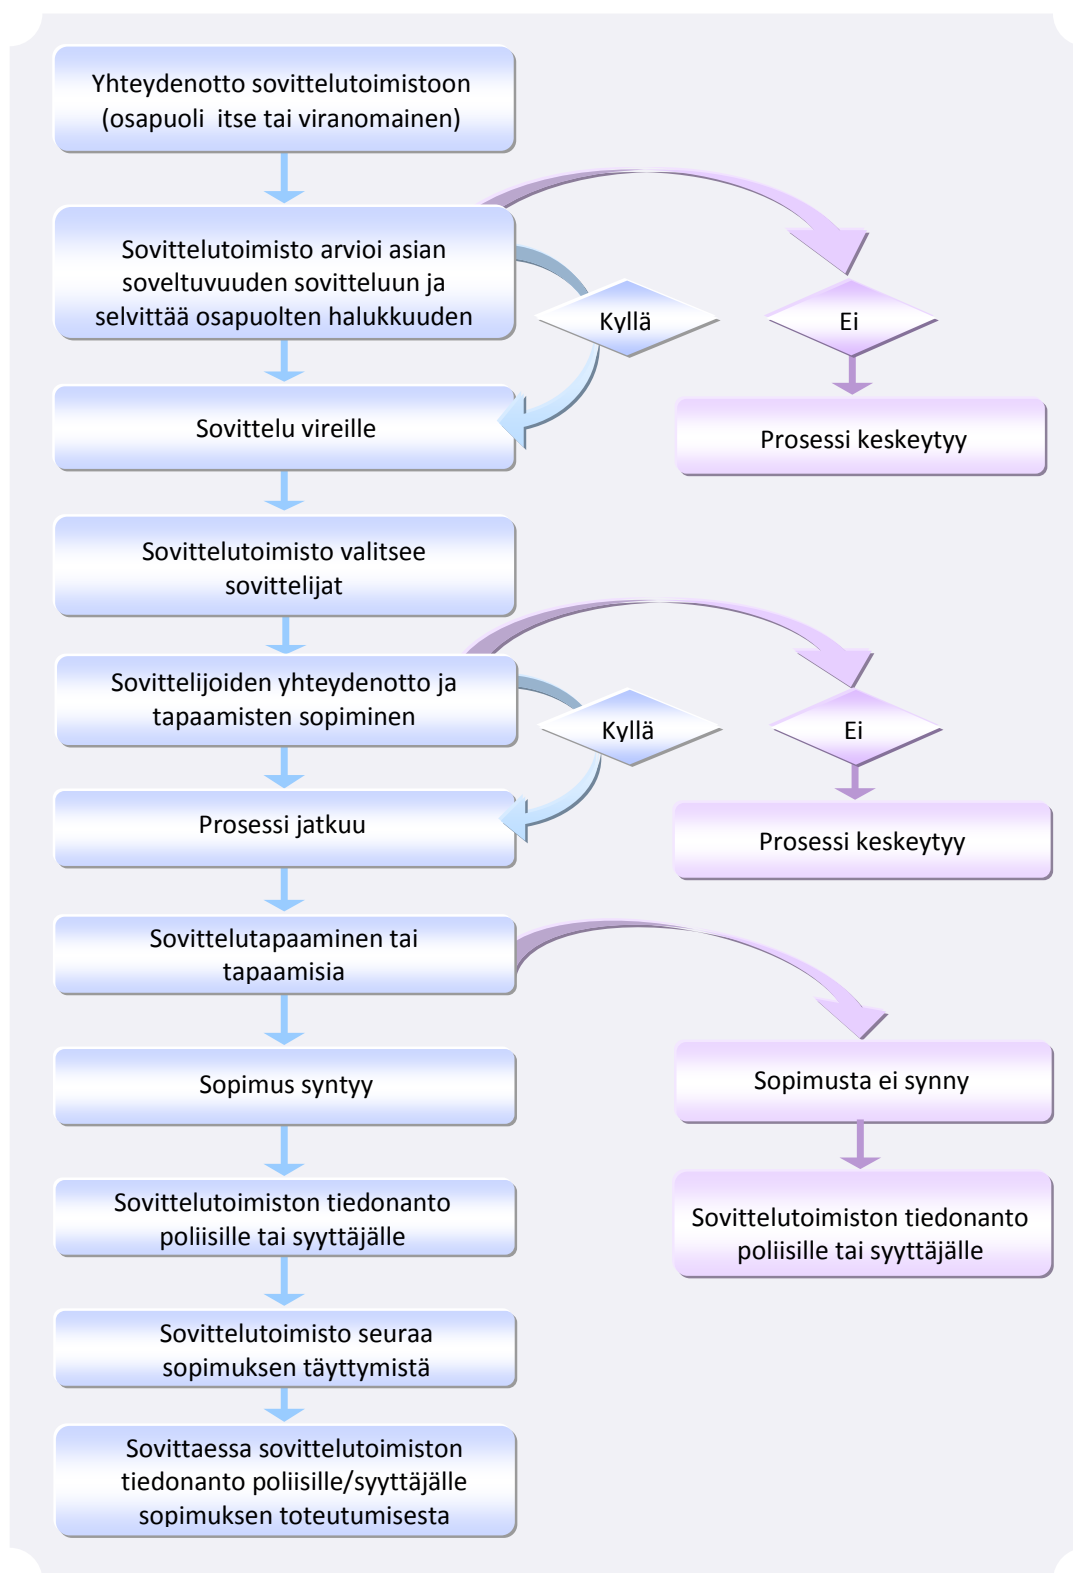 Yhteydenotto sovittelutoimistoon
(osapuoli itse tai viranomainen)
Sovittelutoimisto arvioi asian
soveltuvuuden sovitteluun ja
selvittää osapuolten halukkuuden
Kyllä
Ei
Sovittelu vireille
Prosessi keskeytyy
Sovittelutoimisto valitsee
sovittelijat
Sovittelijoiden yhteydenotto ja
tapaamisten sopiminen
Kyllä
Ei
Prosessi jatkuu
Prosessi keskeytyy
Sovittelutapaaminen tai
tapaamisia
Sopimus syntyy
Sopimusta ei synny
Sovittelutoimiston tiedonanto
poliisille tai syyttäjälle
Sovittelutoimiston tiedonanto
poliisille tai syyttäjälle
Sovittelutoimisto seuraa
sopimuksen täyttymistä
Sovittaessa sovittelutoimiston
tiedonanto poliisille/syyttäjälle
sopimuksen toteutumisesta